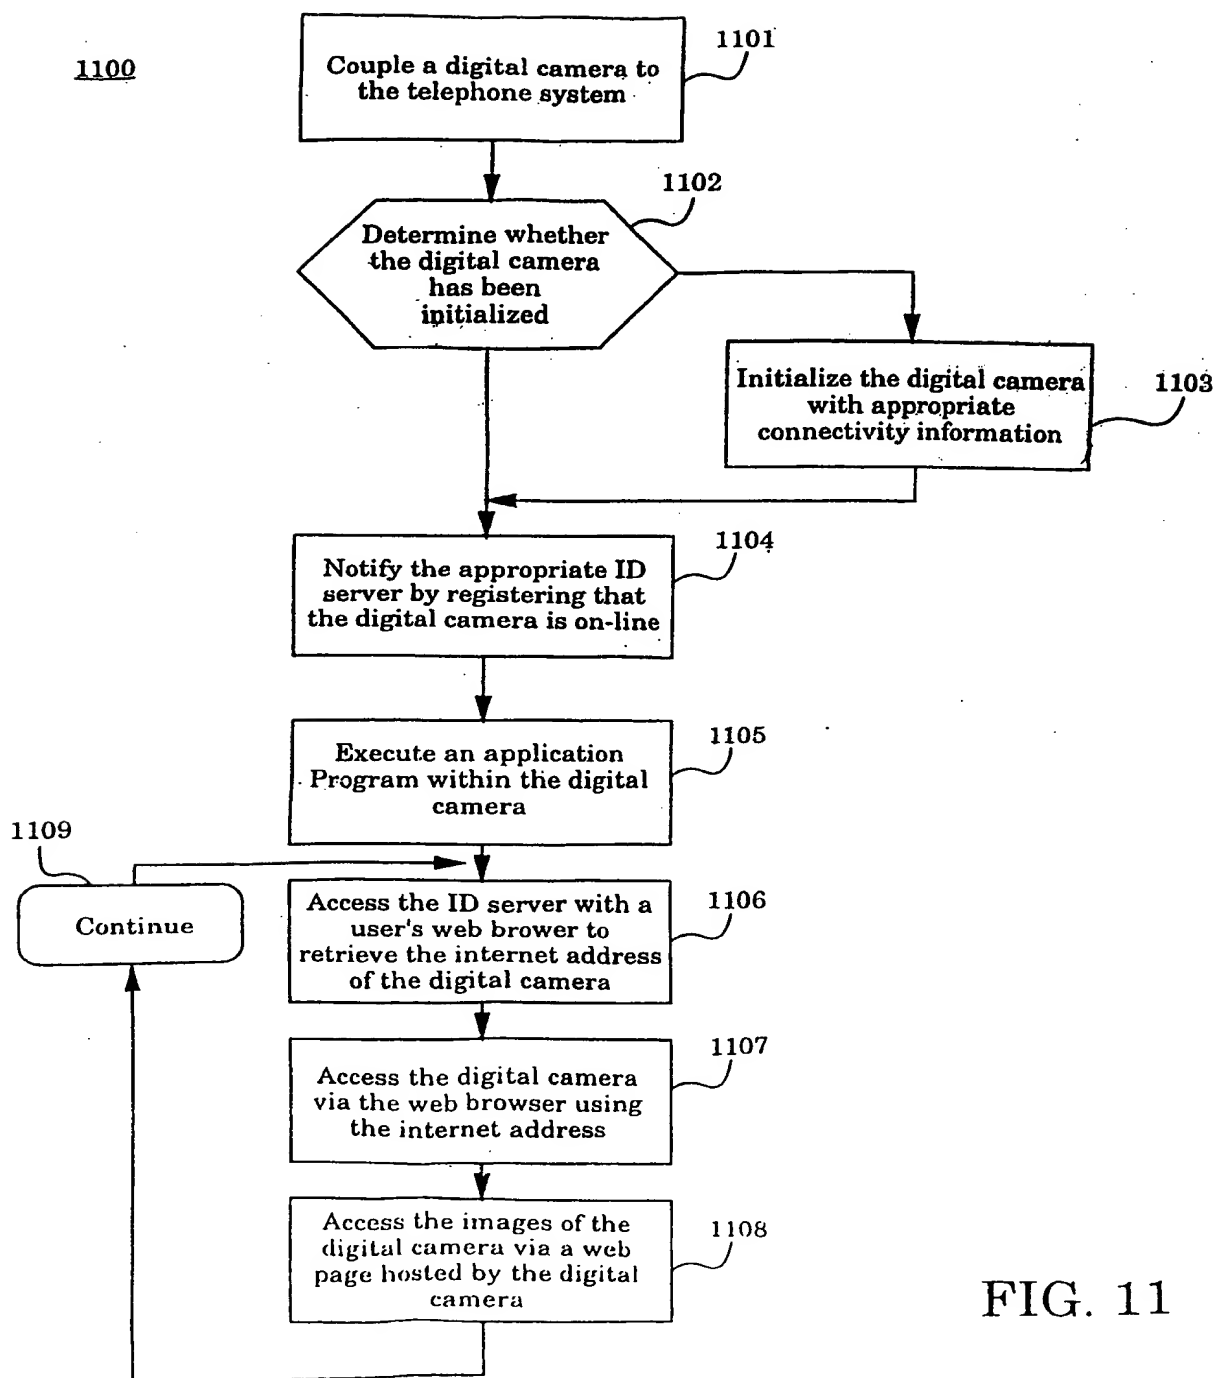 1100
1101
Couple a digital camera to
the telephone system
1102
Determine whether
the digital camera
has been
initialized
1103
Initialize the digital camera
with appropriate
connectivity information
1104
Notify the appropriate ID
server by registering that
the digital camera is on-line
1105
Execute an application
Program within the digital
camera
1109
Continue
1106
Access the ID server with a
user's web brower to
retrieve the internet address
of the digital camera
1107
Access the digital camera
via the web browser using
the internet address
1108
Access the images of the
digital camera via a web
page hosted by the digital
camera
FIG. 11